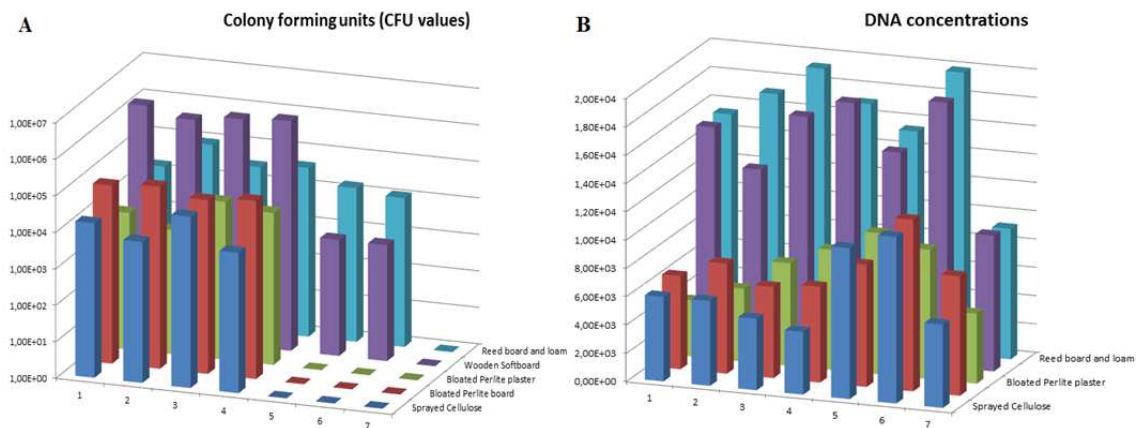 A
Colony forming units (CFU values)
1,00E+07
1,00E+06
1,00E+05
1,00E+04
1,00E+03
1,00E+02
1,00E+01
1,00E+00
1
2
3
4
5
6
7
Reed board and loam
Wooden Softboard
Bloated Perlite plaster
Bloated Perlite board
Sprayed Cellulose
B
DNA concentrations
2,00E+04
1,80E+04
1,60E+04
1,40E+04
1,20E+04
1,00E+04
8,00E+03
6,00E+03
4,00E+03
2,00E+03
0,00E+00
1
2
3
4
5
6
7
Reed board and loam
Bloated Perlite plaster
Sprayed Cellulose